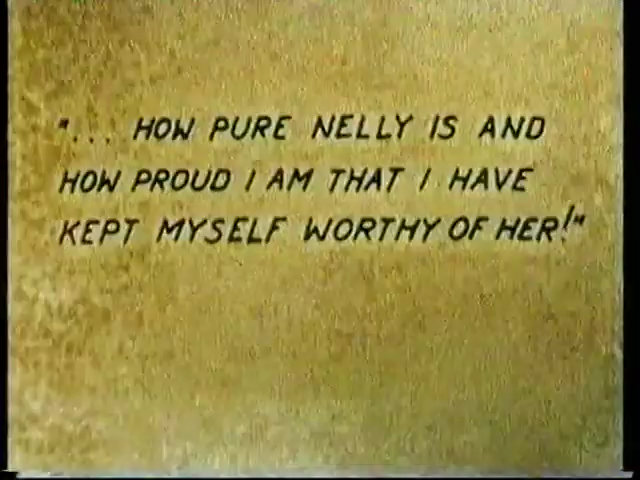 "... HOW PURE NELLY IS AND
HOW PROUD I AM THAT I HAVE
KEPT MYSELF WORTHY OF HER!"